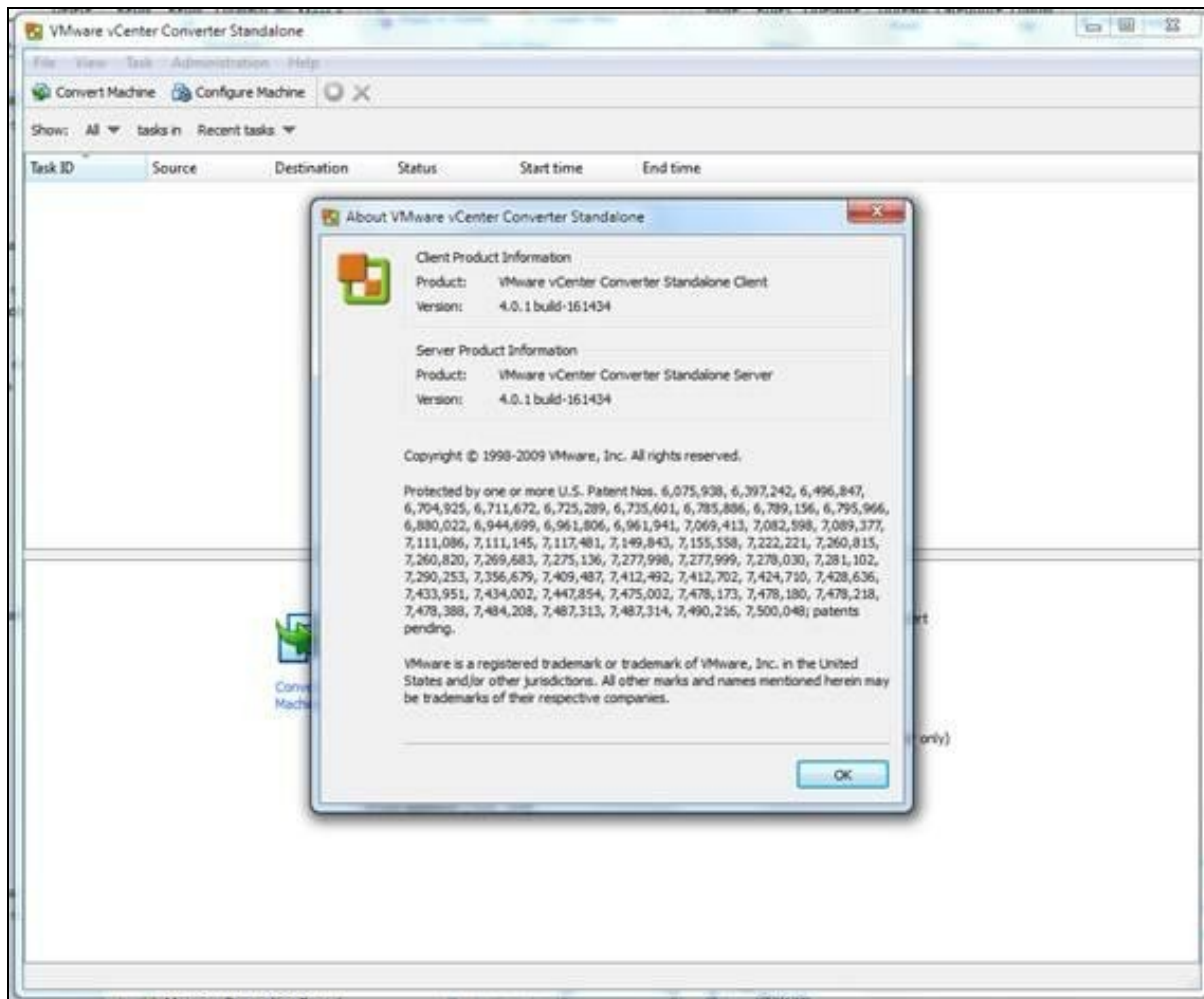 VMware vCenter Converter Standalone
File View Task Administration Help
Convert Machine Configure Machine
Show: All tasks in Recent tasks
Task ID Source Destination Status Start time End time
About VMware vCenter Converter Standalone
Client Product Information
Product: VMware vCenter Converter Standalone Client
Version: 4.0.1 build-161434
Server Product Information
Product: VMware vCenter Converter Standalone Server
Version: 4.0.1 build-161434
Copyright © 1998-2009 VMware, Inc. All rights reserved.
Protected by one or more U.S. Patent Nos. 6,075,938, 6,397,242, 6,496,847,
6,704,925, 6,711,672, 6,725,289, 6,735,601, 6,785,886, 6,789,156, 6,795,966,
6,880,022, 6,944,699, 6,961,806, 6,961,941, 7,069,413, 7,082,598, 7,089,377,
7,111,086, 7,111,145, 7,117,481, 7,149,843, 7,155,558, 7,222,221, 7,260,815,
7,260,820, 7,269,683, 7,275,136, 7,277,998, 7,277,999, 7,278,030, 7,281,102,
7,290,253, 7,356,679, 7,409,487, 7,412,492, 7,412,702, 7,424,710, 7,428,636,
7,433,951, 7,434,002, 7,447,854, 7,475,002, 7,478,173, 7,478,180, 7,478,218,
7,478,388, 7,484,208, 7,487,313, 7,487,314, 7,490,216, 7,500,048; patents
pending.
VMware is a registered trademark or trademark of VMware, Inc. in the United
States and/or other jurisdictions. All other marks and names mentioned herein may
be trademarks of their respective companies.
only)
OK